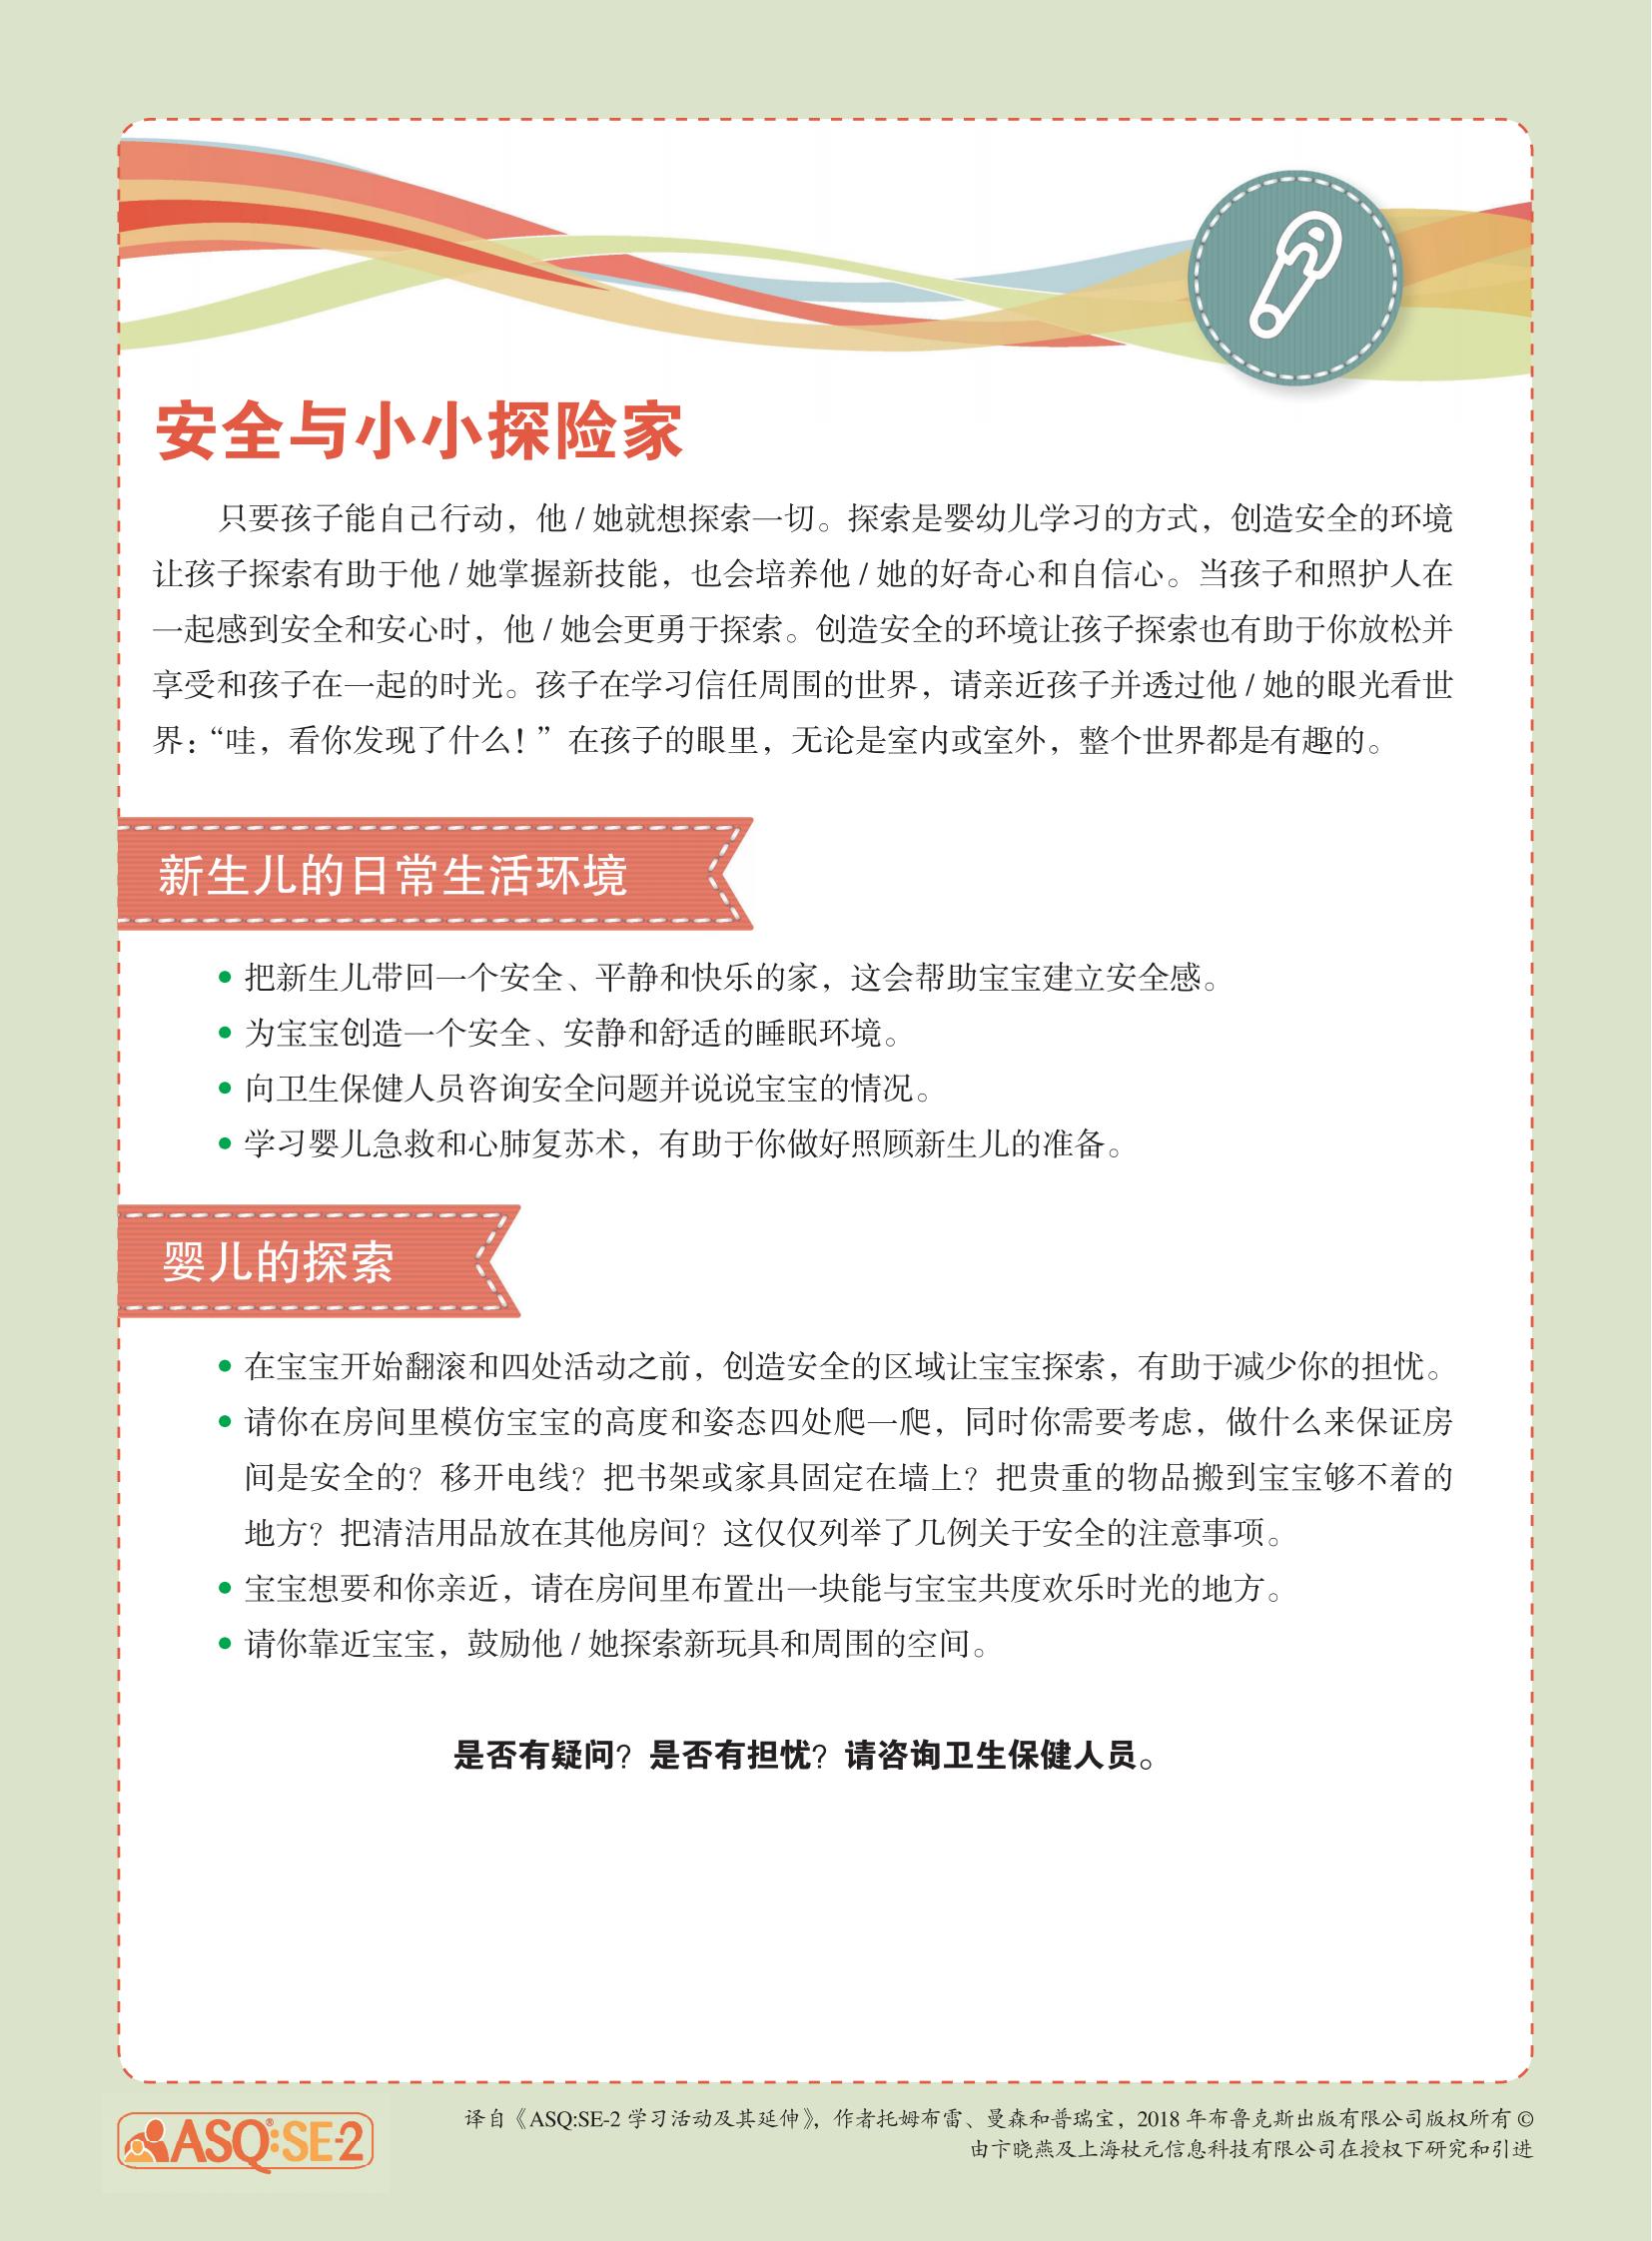 安全与小小探险家
只要孩子能自己行动，他 / 她就想探索一切。探索是婴幼儿学习的方式，创造安全的环境
让孩子探索有助于他 / 她掌握新技能，也会培养他 / 她的好奇心和自信心。当孩子和照护人在
一起感到安全和安心时，他 / 她会更勇于探索。创造安全的环境让孩子探索也有助于你放松并
享受和孩子在一起的时光。孩子在学习信任周围的世界，请亲近孩子并透过他 / 她的眼光看世
界：“哇，看你发现了什么！”在孩子的眼里，无论是室内或室外，整个世界都是有趣的。
新生儿的日常生活环境
• 把新生儿带回一个安全、平静和快乐的家，这会帮助宝宝建立安全感。
• 为宝宝创造一个安全、安静和舒适的睡眠环境。
• 向卫生保健人员咨询安全问题并说说宝宝的情况。
• 学习婴儿急救和心肺复苏术，有助于你做好照顾新生儿的准备。
婴儿的探索
• 在宝宝开始翻滚和四处活动之前，创造安全的区域让宝宝探索，有助于减少你的担忧。
• 请你在房间里模仿宝宝的高度和姿态四处爬一爬，同时你需要考虑，做什么来保证房
间是安全的？移开电线？把书架或家具固定在墙上？把贵重的物品搬到宝宝够不着的
地方？把清洁用品放在其他房间？这仅仅列举了几例关于安全的注意事项。
• 宝宝想要和你亲近，请在房间里布置出一块能与宝宝共度欢乐时光的地方。
• 请你靠近宝宝，鼓励他 / 她探索新玩具和周围的空间。
是否有疑问？是否有担忧？请咨询卫生保健人员。
ASQ®:SE-2
译自《ASQ:SE-2 学习活动及其延伸》，作者托姆布雷、曼森和普瑞宝，2018 年布鲁克斯出版有限公司版权所有 ©
由卞晓燕及上海杖元信息科技有限公司在授权下研究和引进